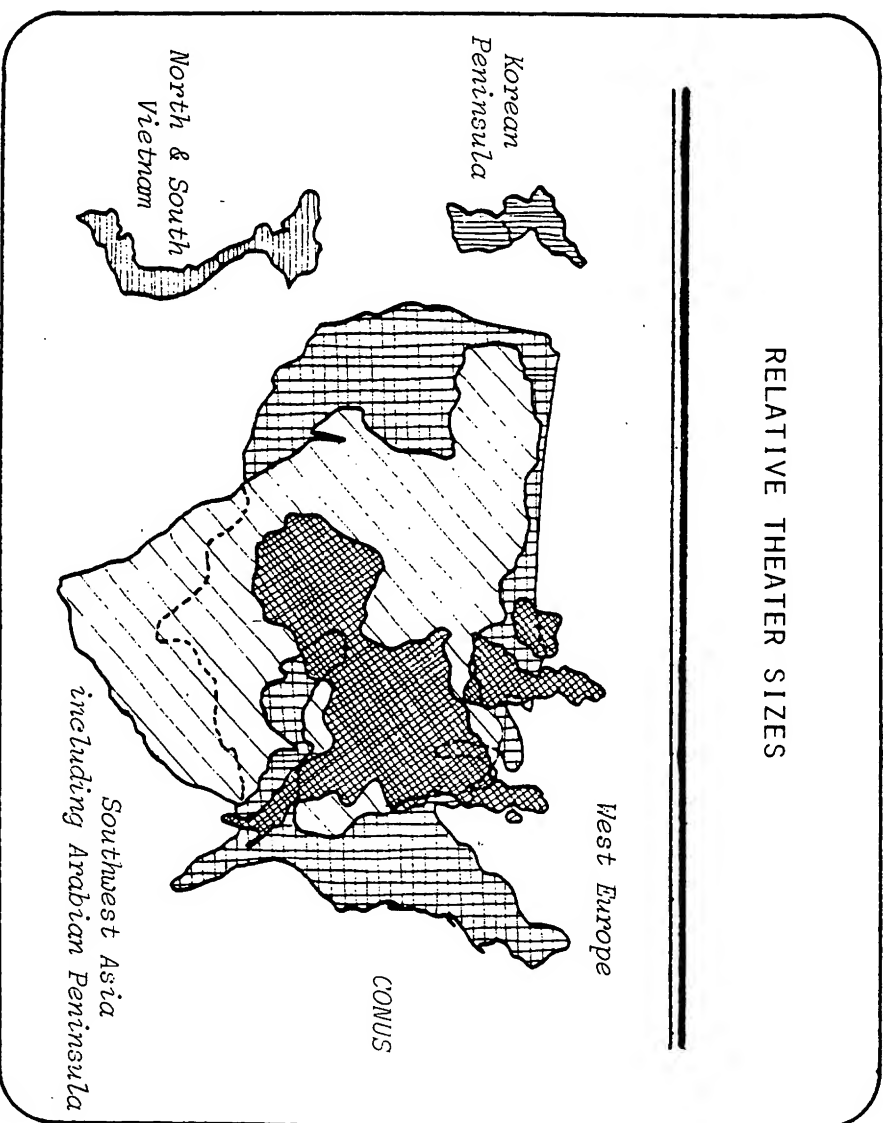 RELATIVE THEATER SIZES
Korean
Peninsula
West Europe
North & South
Vietnam
CONUS
Southwest Asia
including Arabian Peninsula